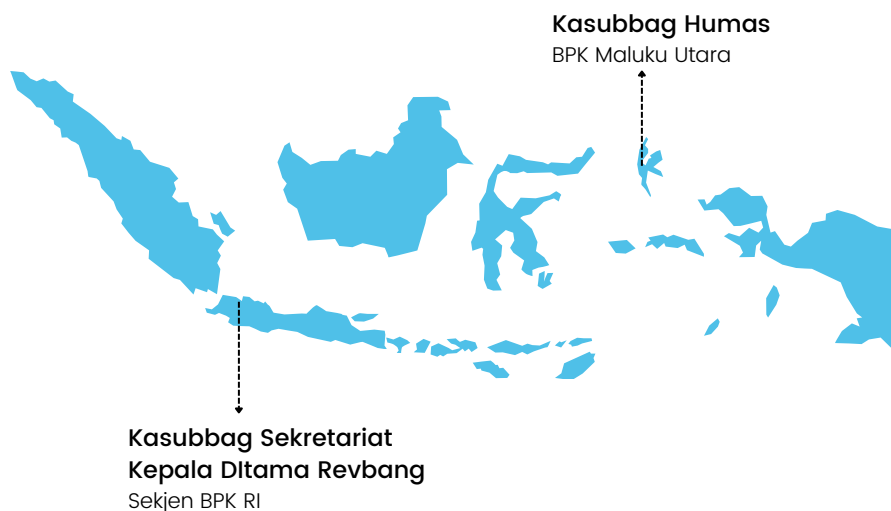 Kasubbag Humas
BPK Maluku Utara
Kasubbag Sekretariat
Kepala DItama Revbang
Sekjen BPK RI